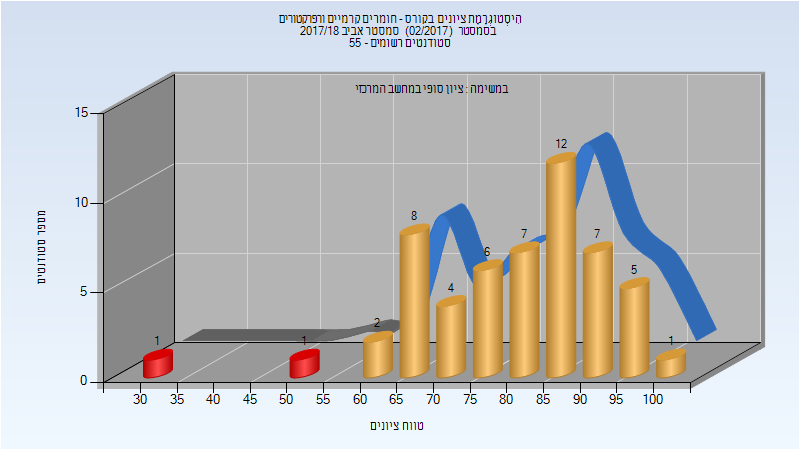 היסטוגרמת ציונים בקורס - חומרים קרמיים ורפרקטורים
בסמסטר (02/2017) סמסטר אביב 2017/18
סטודנטים רשומים - 55
במשימה : ציון סופי במחשב המרכזי
מספר סטודנטים
15
10
5
0
1
1
2
8
4
6
7
12
7
5
1
30 35 40 45 50 55 60 65 70 75 80 85 90 95 100
טווח ציונים